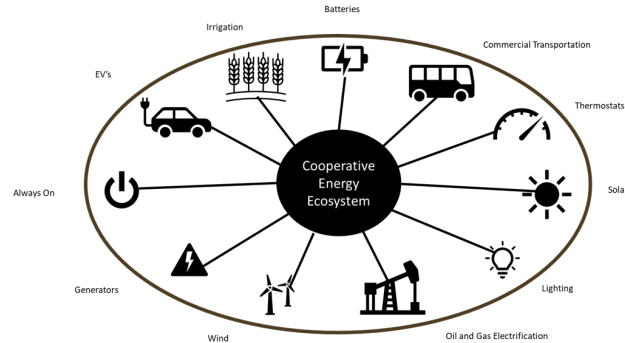 Batteries
Irrigation
Commercial Transportation
EV's
Thermostats
Cooperative
Energy
Ecosystem
Always On
Sola
Generators
Lighting
Wind
Oil and Gas Electrification